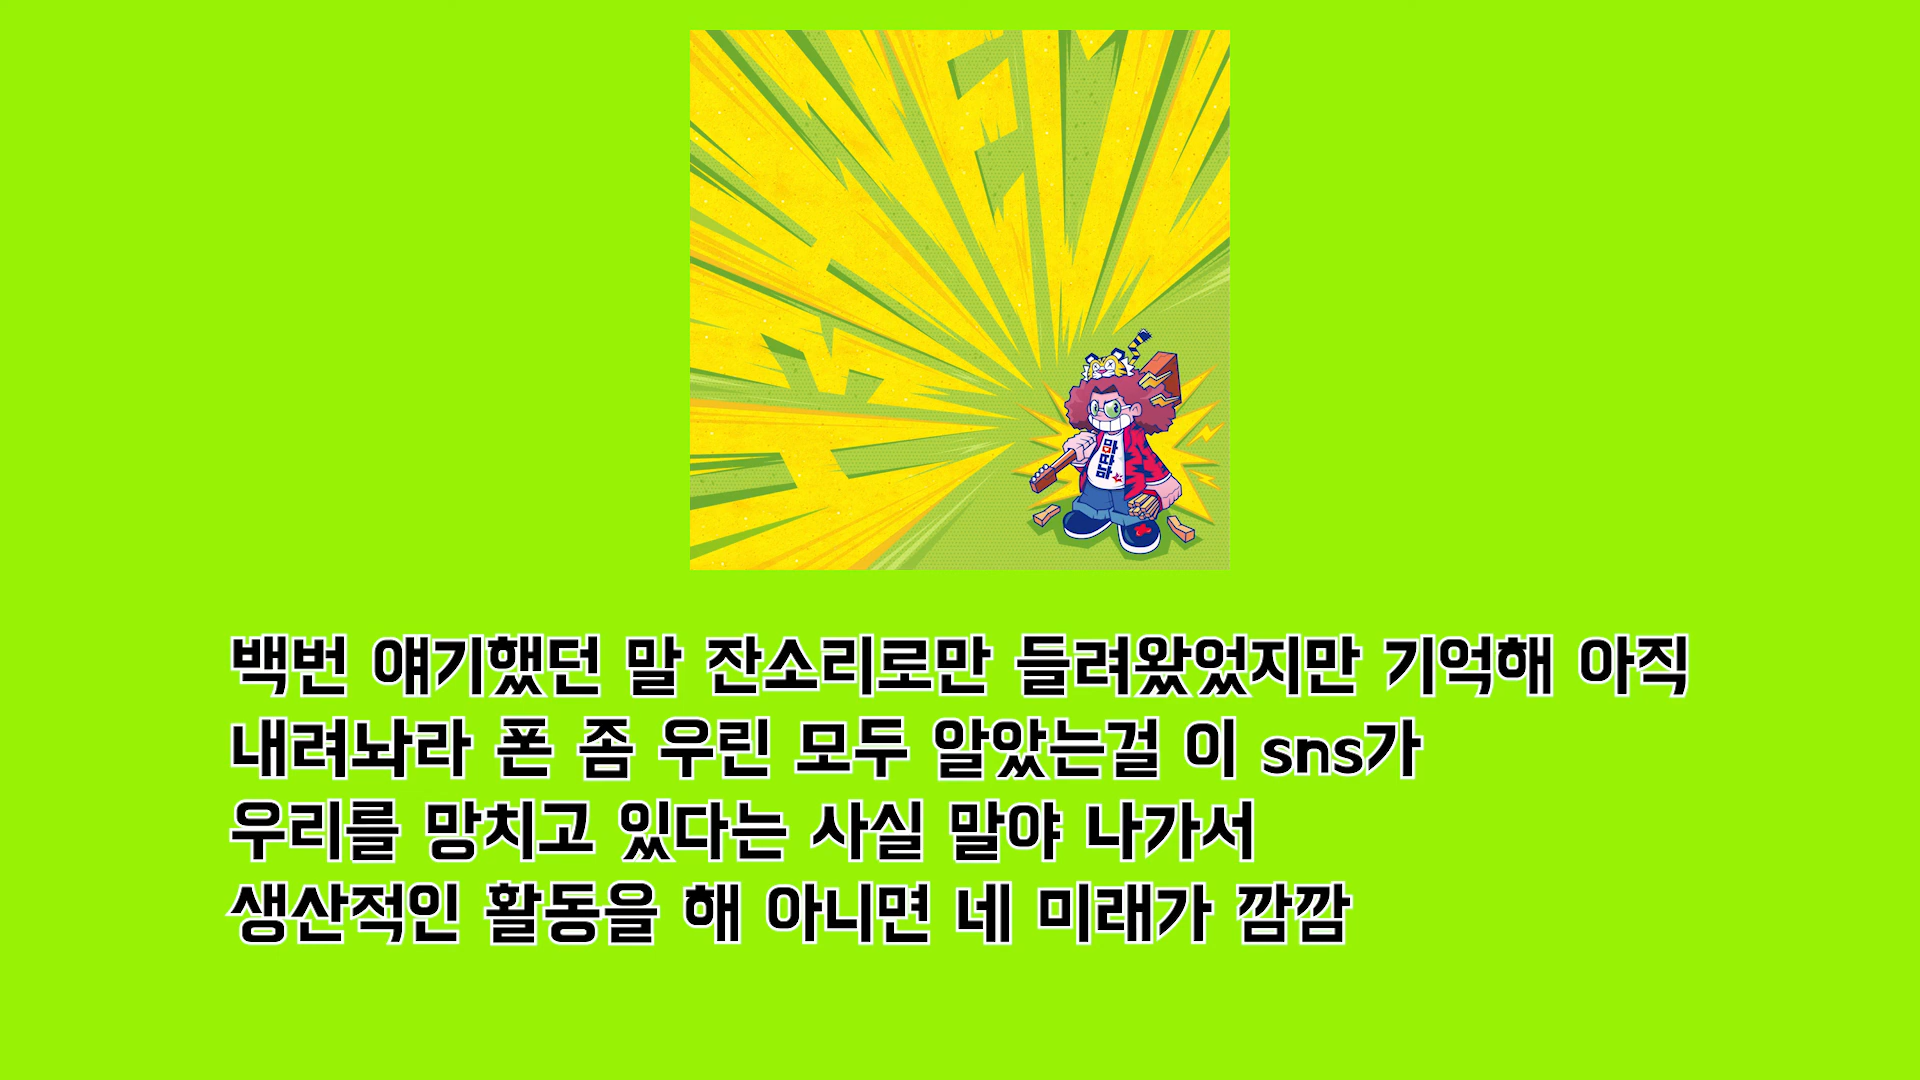 마따마
백번 얘기했던 말 잔소리로만 들려왔었지만 기억해 아직
내려놔라 폰 좀 우린 모두 알았는걸 이 sns가
우리를 망치고 있다는 사실 말야 나가서
생산적인 활동을 해 아니면 네 미래가 깜깜